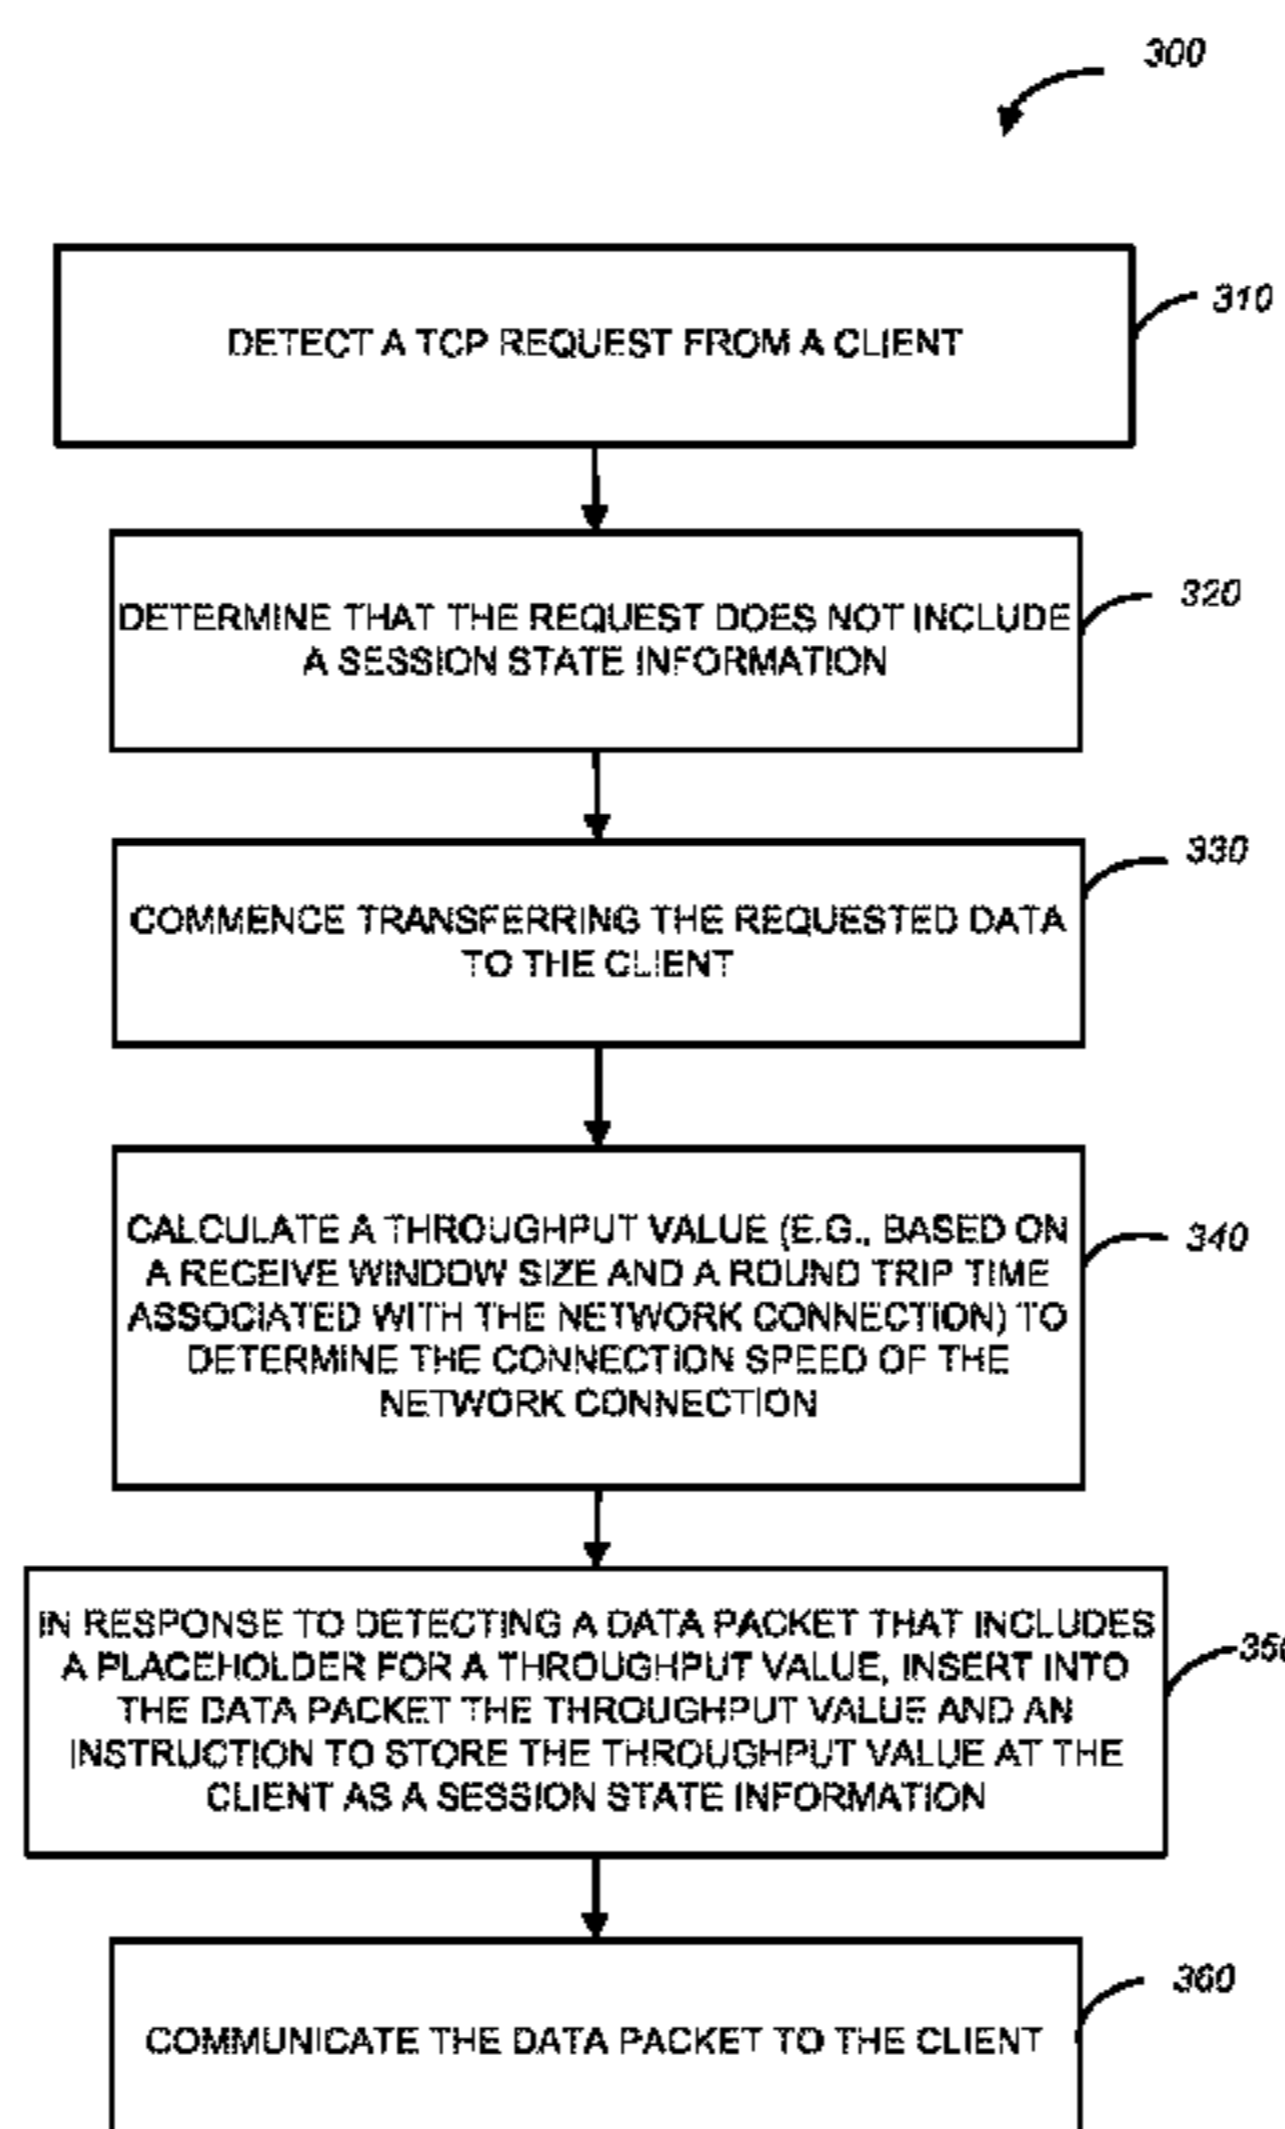 300
310
DETECT A TCP REQUEST FROM A CLIENT
320
DETERMINE THAT THE REQUEST DOES NOT INCLUDE
A SESSION STATE INFORMATION
330
COMMENCE TRANSFERRING THE REQUESTED DATA
TO THE CLIENT
340
CALCULATE A THROUGHPUT VALUE (E.G., BASED ON
A RECEIVE WINDOW SIZE AND A ROUND TRIP TIME
ASSOCIATED WITH THE NETWORK CONNECTION) TO
DETERMINE THE CONNECTION SPEED OF THE
NETWORK CONNECTION
350
IN RESPONSE TO DETECTING A DATA PACKET THAT INCLUDES
A PLACEHOLDER FOR A THROUGHPUT VALUE, INSERT INTO
THE DATA PACKET THE THROUGHPUT VALUE AND AN
INSTRUCTION TO STORE THE THROUGHPUT VALUE AT THE
CLIENT AS A SESSION STATE INFORMATION
360
COMMUNICATE THE DATA PACKET TO THE CLIENT